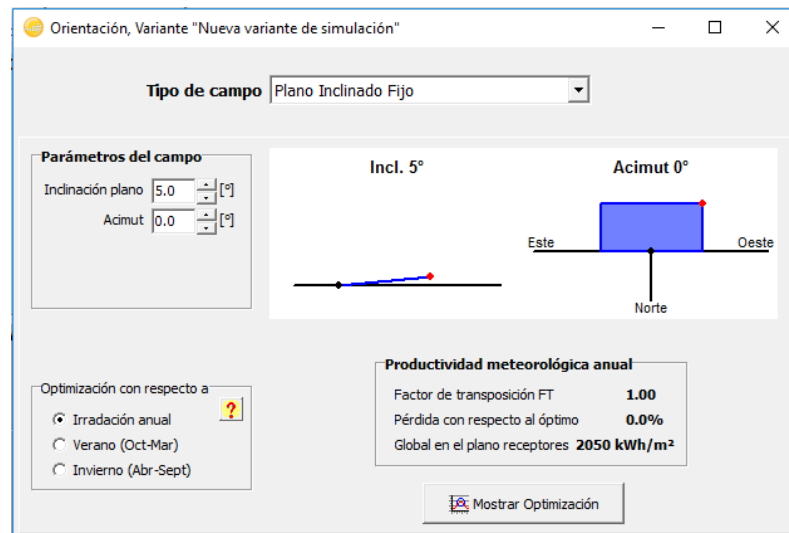 Orientación, Variante "Nueva variante de simulación"
Tipo de campo Plano Inclinado Fijo
Parámetros del campo
Inclinación plano 5.0 [º]
Acimut 0.0 [º]
Incl. 5° Acimut 0°
Este Oeste
Norte
Optimización con respecto a
?
Irradación anual
Verano (Oct-Mar)
Invierno (Abr-Sept)
Productividad meteorológica anual
Factor de transposición FT 1.00
Pérdida con respecto al óptimo 0.0%
Global en el plano receptores 2050 kWh/m²
Mostrar Optimización